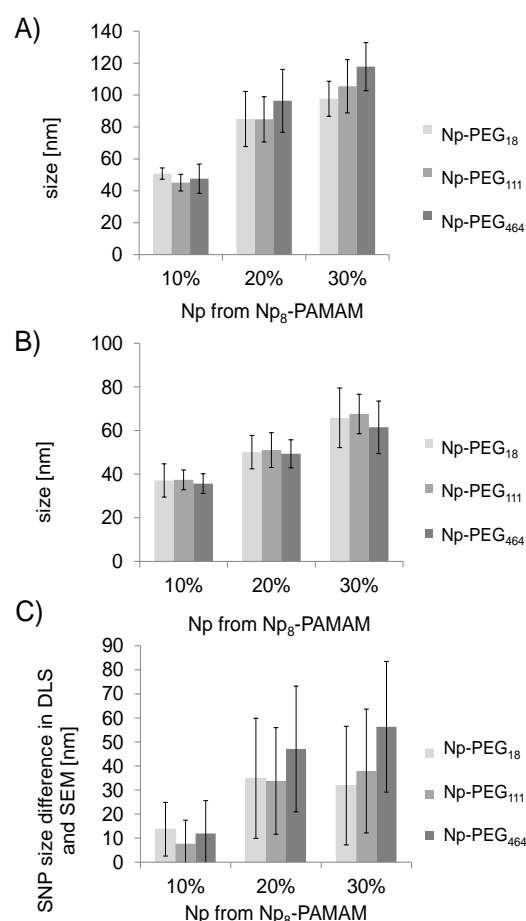 A)
140
120
100
80
60
40
20
0
size [nm]
10% 20% 30%
Np from Np₈-PAMAM
Np-PEG₁₈
Np-PEG₁₁₁
Np-PEG₄₆₄
B)
100
80
60
40
20
0
size [nm]
10% 20% 30%
Np from Np₈-PAMAM
Np-PEG₁₈
Np-PEG₁₁₁
Np-PEG₄₆₄
C)
90
80
70
60
50
40
30
20
10
0
SNP size difference in DLS
and SEM [nm]
10% 20% 30%
Np from Np₈-PAMAM
Np-PEG₁₈
Np-PEG₁₁₁
Np-PEG₄₆₄